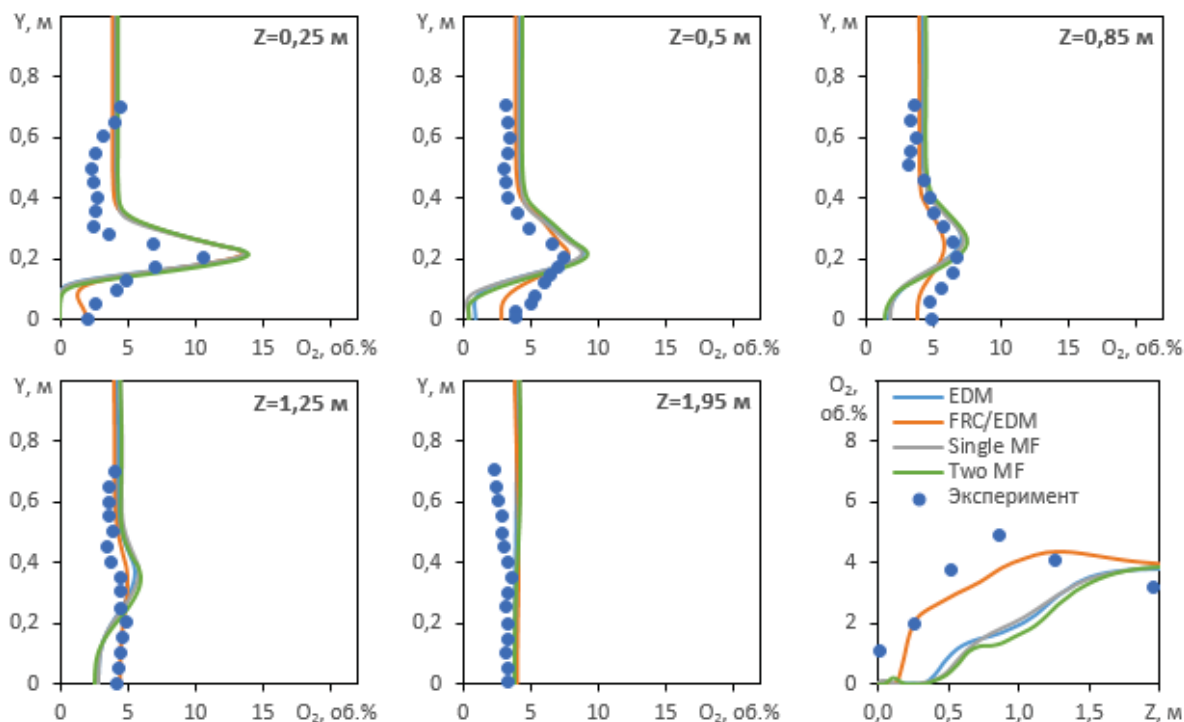 Y, м
Z=0,25 м
0,8
0,6
0,4
0,2
0
0 5 10 15 O₂, об.%
Y, м
Z=0,5 м
0,8
0,6
0,4
0,2
0
0 5 10 15 O₂, об.%
Y, м
Z=0,85 м
0,8
0,6
0,4
0,2
0
0 5 10 15 O₂, об.%
Y, м
Z=1,25 м
0,8
0,6
0,4
0,2
0
0 5 10 15 O₂, об.%
Y, м
Z=1,95 м
0,8
0,6
0,4
0,2
0
0 5 10 15 O₂, об.%
O₂,
об.%
8
6
4
2
0
EDM
FRC/EDM
Single MF
Two MF
Эксперимент
0,0 0,5 1,0 1,5 Z, м